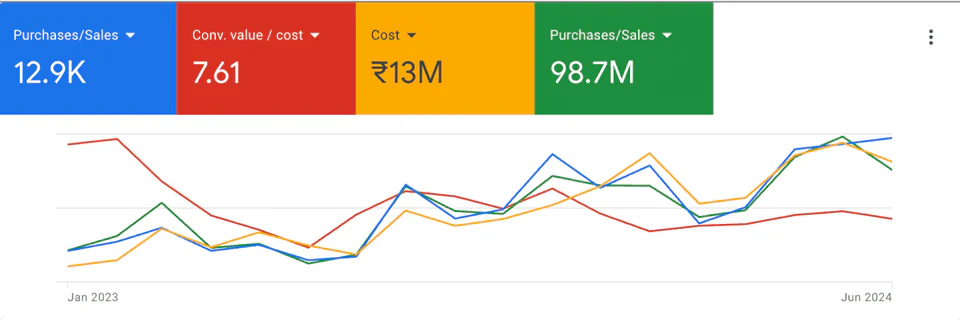 Purchases/Sales
12.9K
Conv. value / cost
7.61
Cost
₹13M
Purchases/Sales
98.7M
Jan 2023
Jun 2024